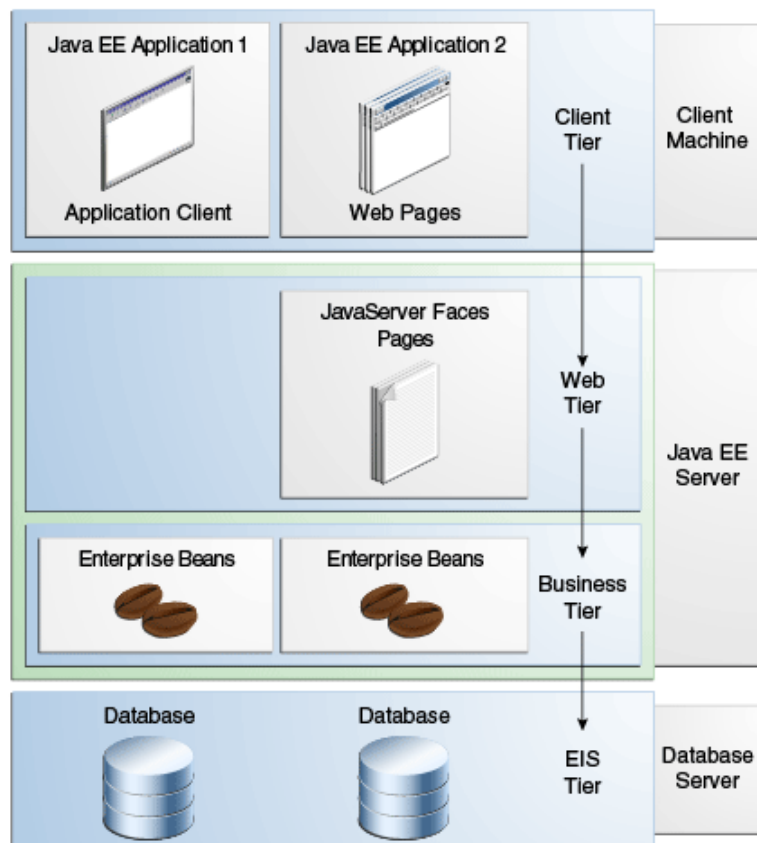 Java EE Application 1
Java EE Application 2
Application Client
Web Pages
Client
Tier
Client
Machine
JavaServer Faces
Pages
Web
Tier
Java EE
Server
Enterprise Beans
Enterprise Beans
Business
Tier
Database
Database
EIS
Tier
Database
Server